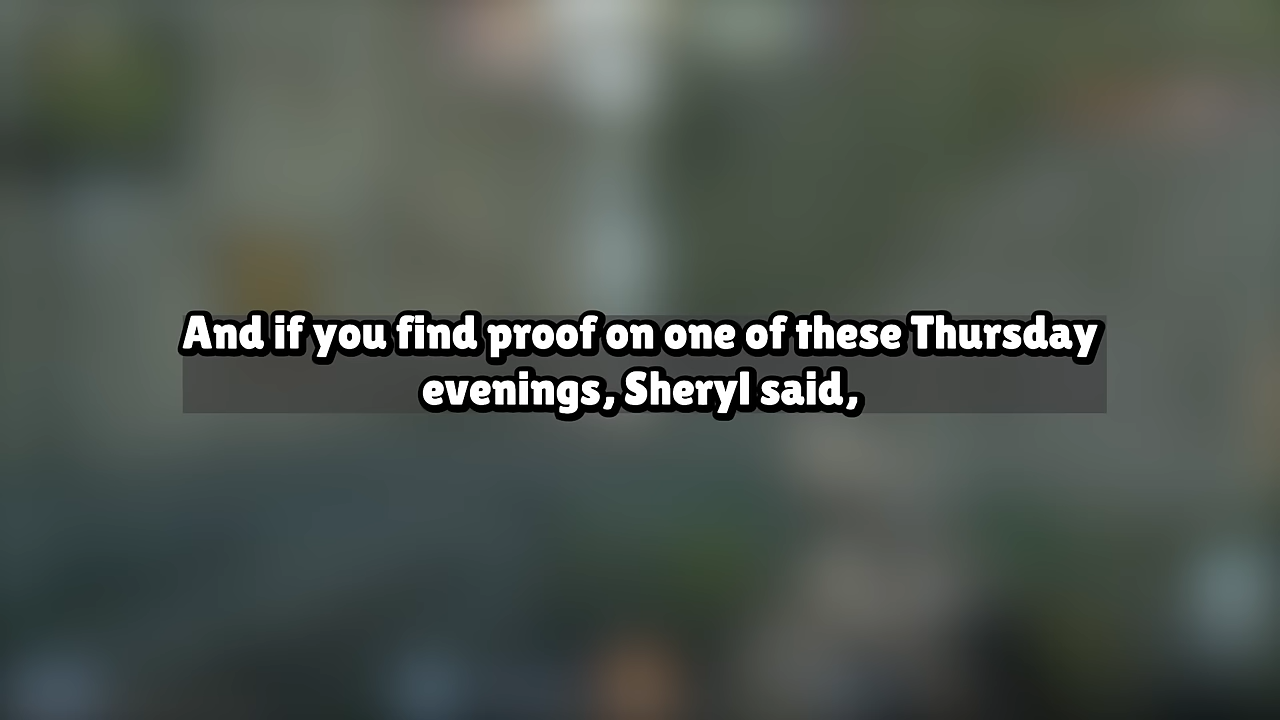 And if you find proof on one of these Thursday
evenings, Sheryl said,